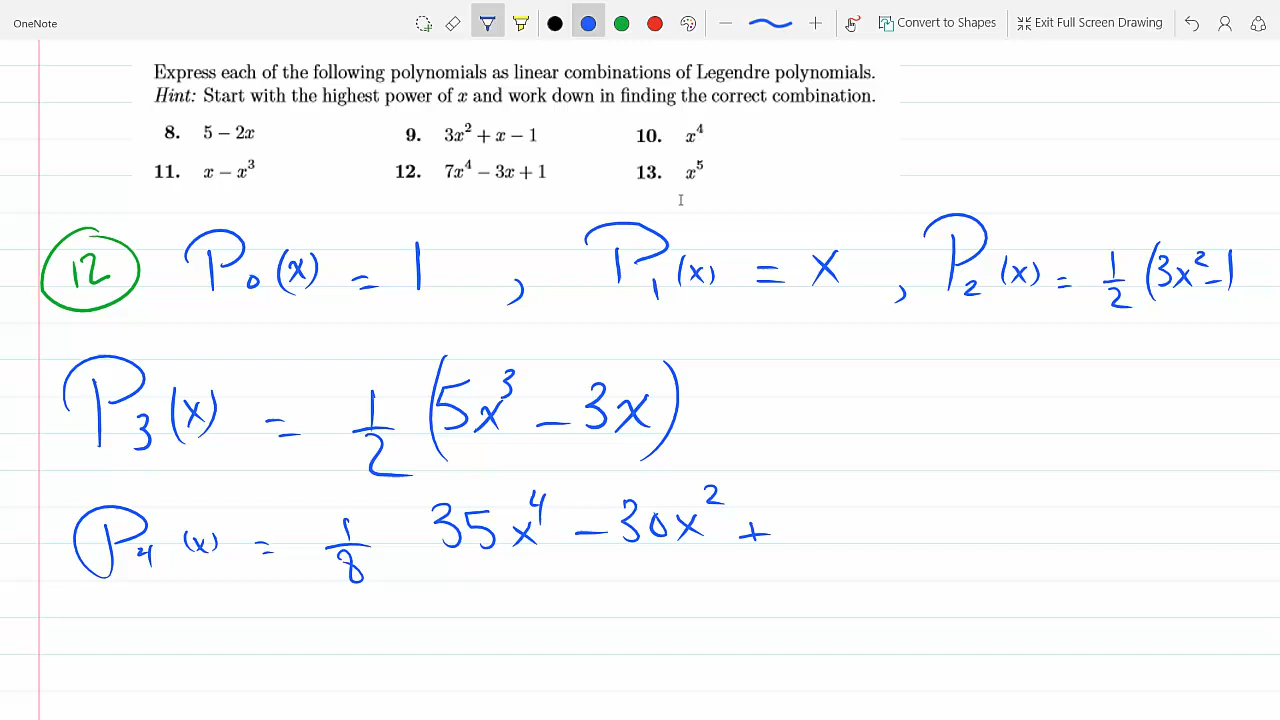 OneNote
Convert to Shapes
Exit Full Screen Drawing
Express each of the following polynomials as linear combinations of Legendre polynomials.
Hint: Start with the highest power of x and work down in finding the correct combination.
8. 5 − 2x 9. 3x² + x − 1 10. x⁴
11. x − x³ 12. 7x⁴ − 3x + 1 13. x⁵
12 P₀(x) = 1 , P₁(x) = x , P₂(x) = 1/2 (3x² − 1
P₃(x) = 1/2 (5x³ − 3x)
P₄(x) = 1/8 35x⁴ − 30x² +